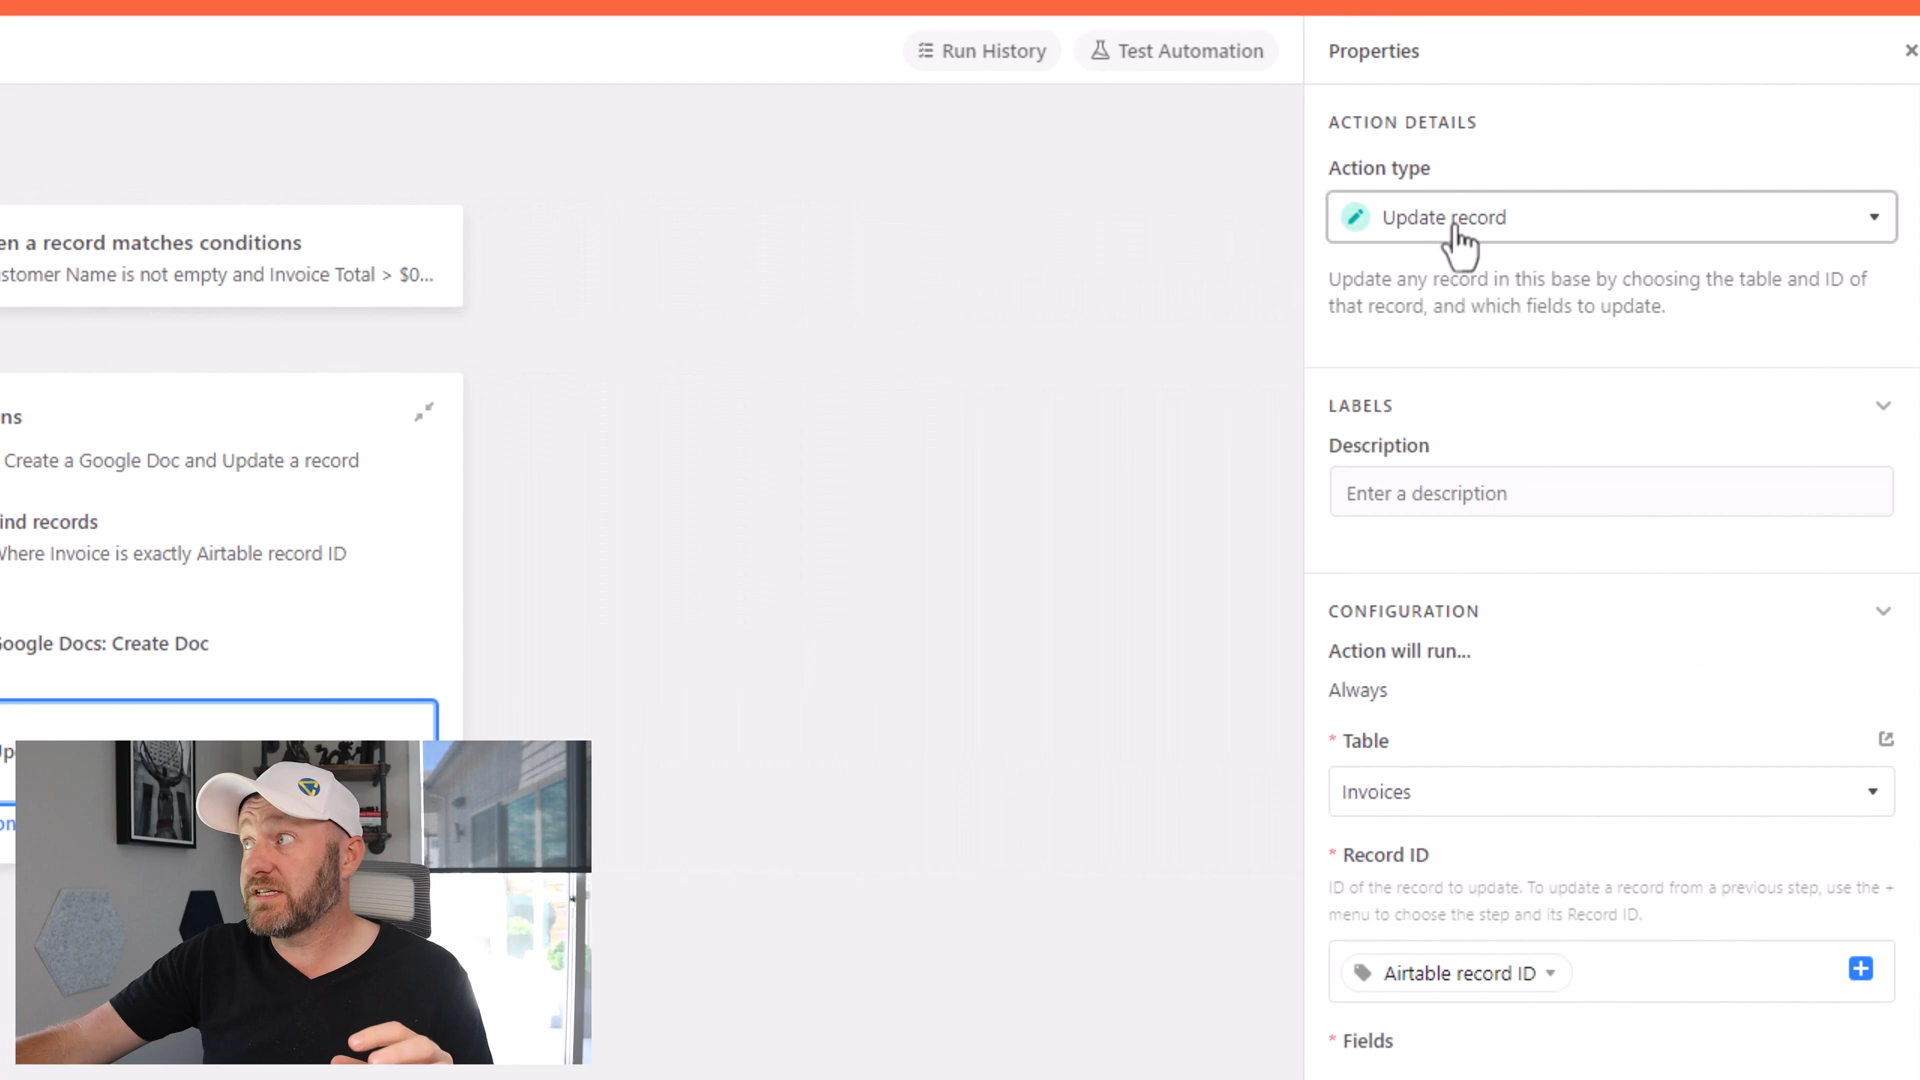 Run History
Test Automation
en a record matches conditions
stomer Name is not empty and Invoice Total > $0...
ns
Create a Google Doc and Update a record
ind records
Where Invoice is exactly Airtable record ID
Google Docs: Create Doc
Up
on
Properties
ACTION DETAILS
Action type
Update record
Update any record in this base by choosing the table and ID of
that record, and which fields to update.
LABELS
Description
Enter a description
CONFIGURATION
Action will run...
Always
* Table
Invoices
* Record ID
ID of the record to update. To update a record from a previous step, use the +
menu to choose the step and its Record ID.
Airtable record ID
* Fields